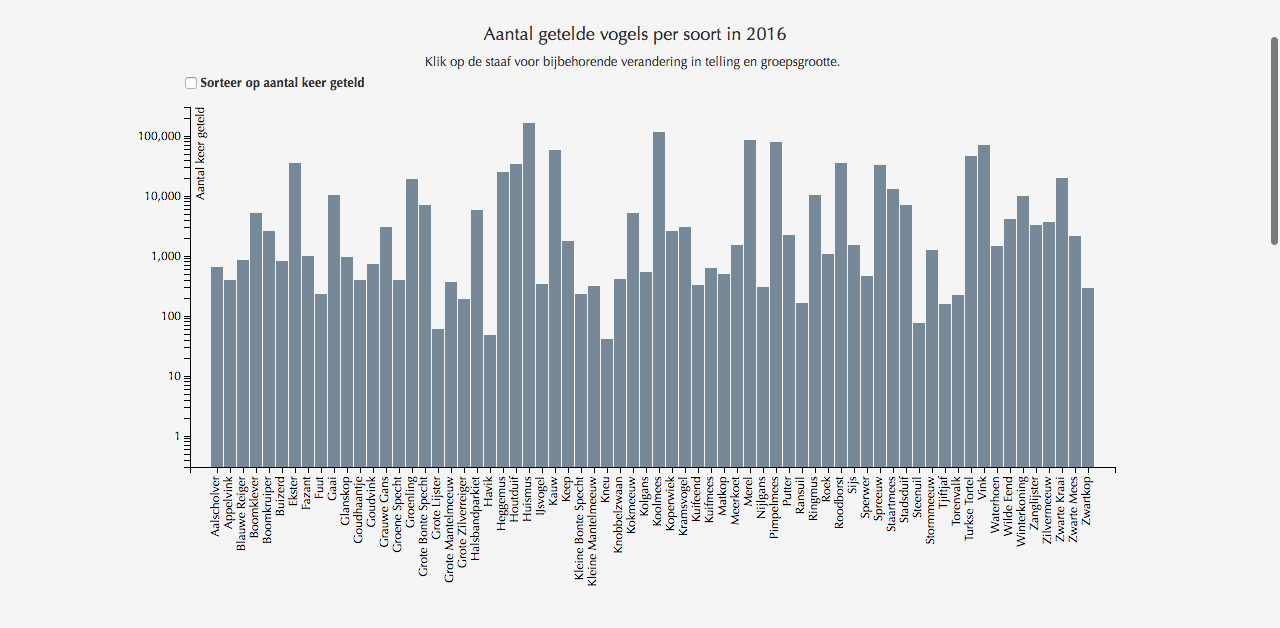 Aantal getelde vogels per soort in 2016
Klik op de staaf voor bijbehorende verandering in telling en groepsgrootte.
Sorteer op aantal keer geteld
Aantal keer geteld
100,000
10,000
1,000
100
10
1
Aalscholver
Appelvink
Blauwe Reiger
Boomklever
Boomkruiper
Buizerd
Ekster
Fazant
Fuut
Gaai
Glanskop
Goudhaantje
Goudvink
Grauwe Gans
Groene Specht
Groenling
Grote Bonte Specht
Grote Lijster
Grote Mantelmeeuw
Grote Zilverreiger
Halsbandparkiet
Havik
Heggemus
Houtduif
Huismus
IJsvogel
Kauw
Keep
Kleine Bonte Specht
Kleine Mantelmeeuw
Kneu
Knobbelzwaan
Kokmeeuw
Kolgans
Koolmees
Koperwiek
Kramsvogel
Kuifeend
Kuifmees
Matkop
Meerkoet
Merel
Nijlgans
Pimpelmees
Putter
Ransuil
Ringmus
Roek
Roodborst
Sijs
Sperwer
Spreeuw
Staartmees
Stadsduif
Steenuil
Stormmeeuw
Tjiftjaf
Torenvalk
Turkse Tortel
Vink
Waterhoen
Wilde Eend
Winterkoning
Zanglijster
Zilvermeeuw
Zwarte Kraai
Zwarte Mees
Zwartkop